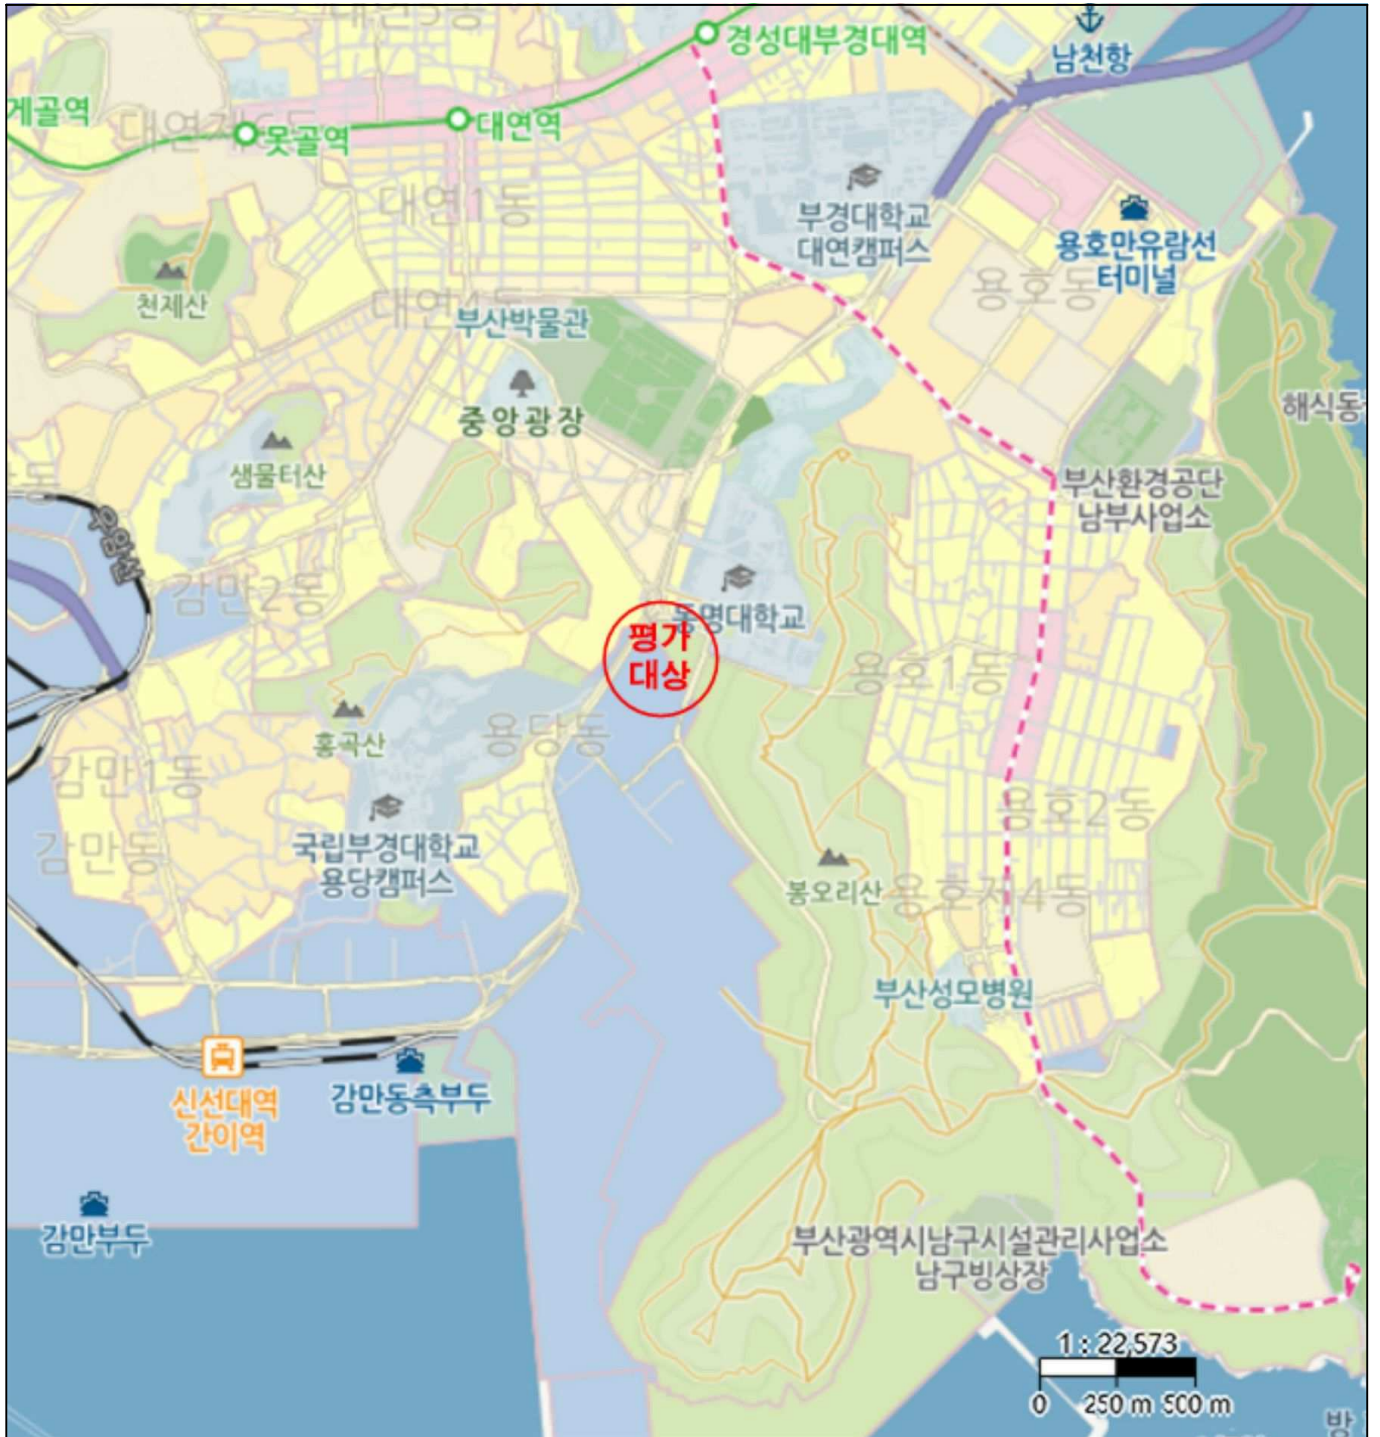 대연3동
경성대부경대역
남천항
게골역
대연제6동
못골역
대연역
대연1동
부경대학교
대연캠퍼스
용호만유람선
터미널
용호동
천제산
대연4동
부산박물관
중앙광장
해식동
샘물터산
부산환경공단
남부사업소
우암선
감만2동
동명대학교
평가
대상
용호1동
용당동
홍곡산
감만1동
용호2동
감만동
국립부경대학교
용당캠퍼스
봉오리산
용호제4동
부산성모병원
신선대역
간이역
감만동측부두
감만부두
부산광역시남구시설관리사업소
남구빙상장
1 : 22,573
0 250 m 500 m
방